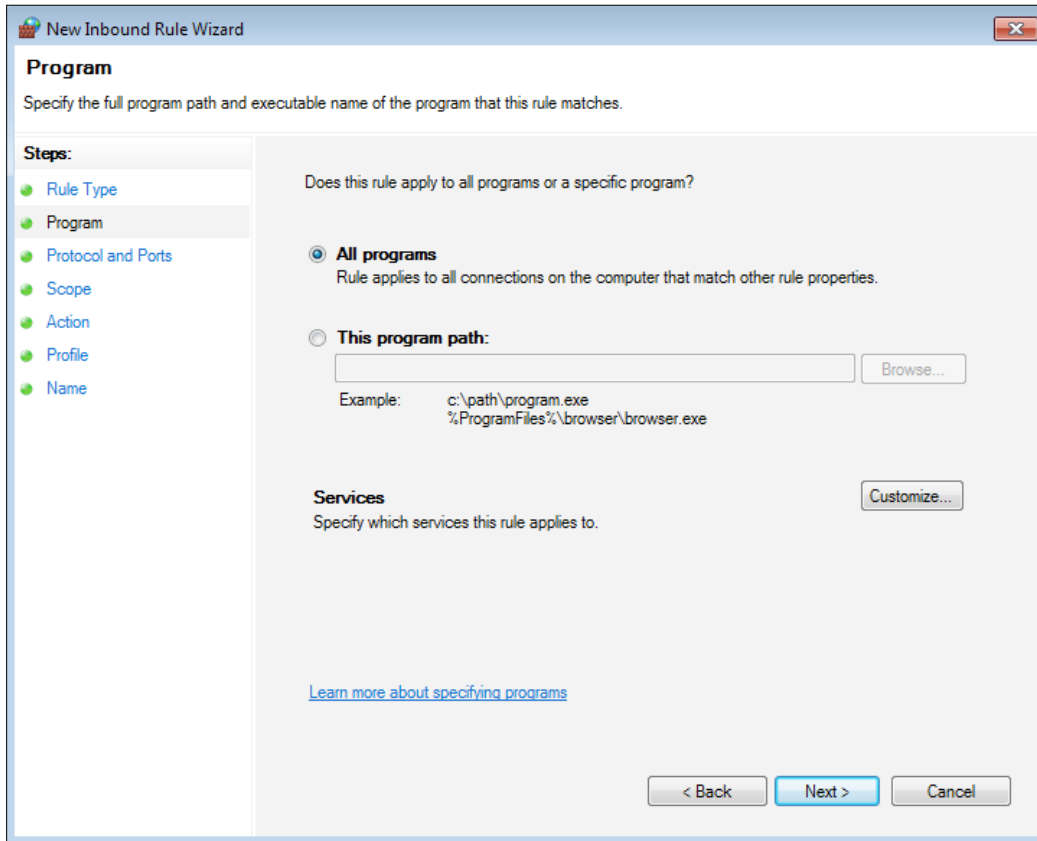 New Inbound Rule Wizard
Program
Specify the full program path and executable name of the program that this rule matches.
Steps:
Rule Type
Program
Protocol and Ports
Scope
Action
Profile
Name
Does this rule apply to all programs or a specific program?
All programs
Rule applies to all connections on the computer that match other rule properties.
This program path:
Browse...
Example: c:\path\program.exe
%ProgramFiles%\browser\browser.exe
Services
Customize...
Specify which services this rule applies to.
Learn more about specifying programs
< Back Next > Cancel